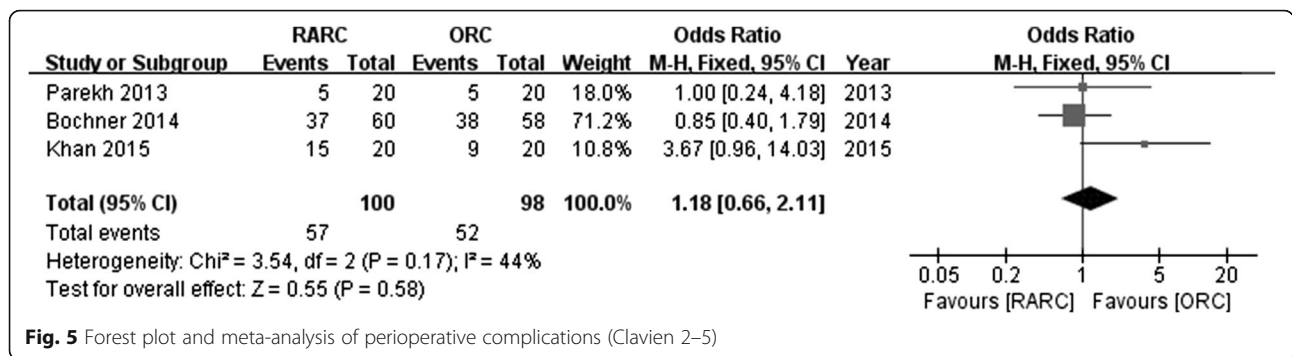 RARC ORC Odds Ratio Odds Ratio
Study or Subgroup Events Total Events Total Weight M-H, Fixed, 95% CI Year M-H, Fixed, 95% CI
Parekh 2013 5 20 5 20 18.0% 1.00 [0.24, 4.18] 2013
Bochner 2014 37 60 38 58 71.2% 0.85 [0.40, 1.79] 2014
Khan 2015 15 20 9 20 10.8% 3.67 [0.96, 14.03] 2015
Total (95% CI) 100 98 100.0% 1.18 [0.66, 2.11]
Total events 57 52
Heterogeneity: Chi² = 3.54, df = 2 (P = 0.17); I² = 44%
Test for overall effect: Z = 0.55 (P = 0.58)
0.05 0.2 1 5 20
Favours [RARC] Favours [ORC]
Fig. 5 Forest plot and meta-analysis of perioperative complications (Clavien 2–5)